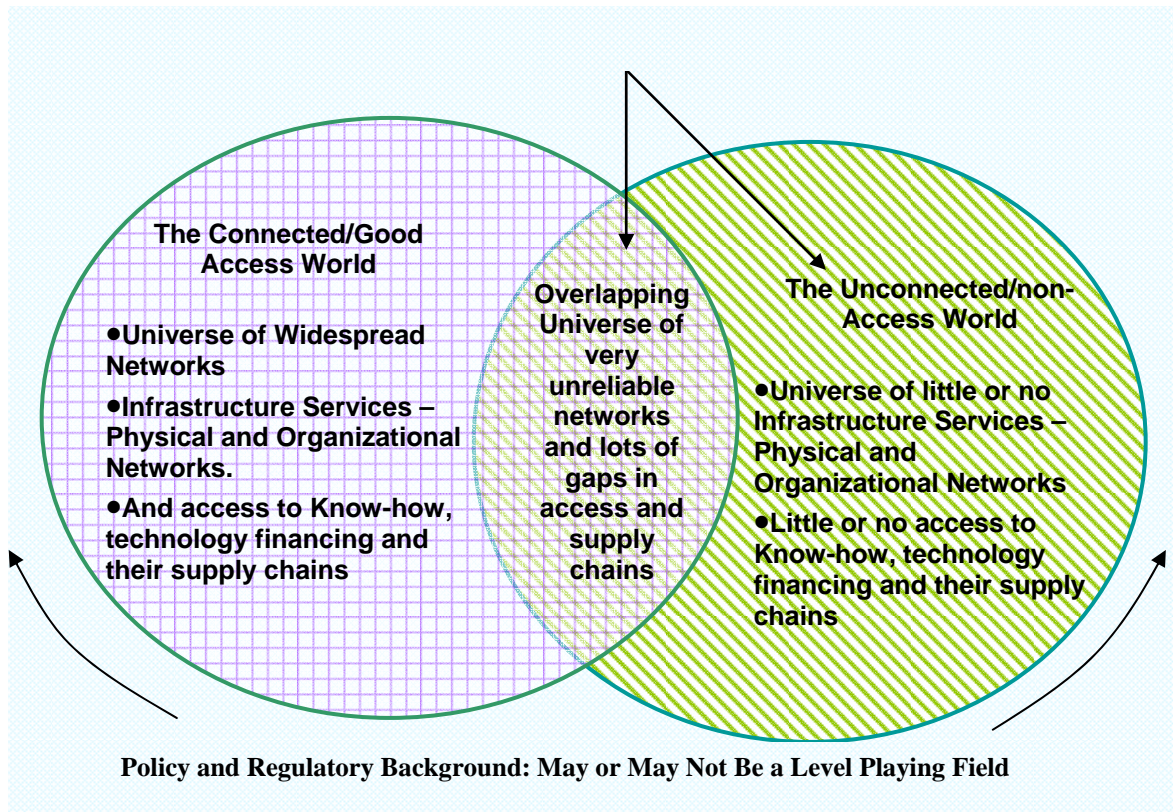 The Connected/Good
Access World
•Universe of Widespread
Networks
•Infrastructure Services –
Physical and Organizational
Networks.
•And access to Know-how,
technology financing and
their supply chains
Overlapping
Universe of
very
unreliable
networks
and lots of
gaps in
access and
supply
chains
The Unconnected/non-
Access World
•Universe of little or no
Infrastructure Services –
Physical and
Organizational Networks
•Little or no access to
Know-how, technology
financing and their supply
chains
Policy and Regulatory Background: May or May Not Be a Level Playing Field